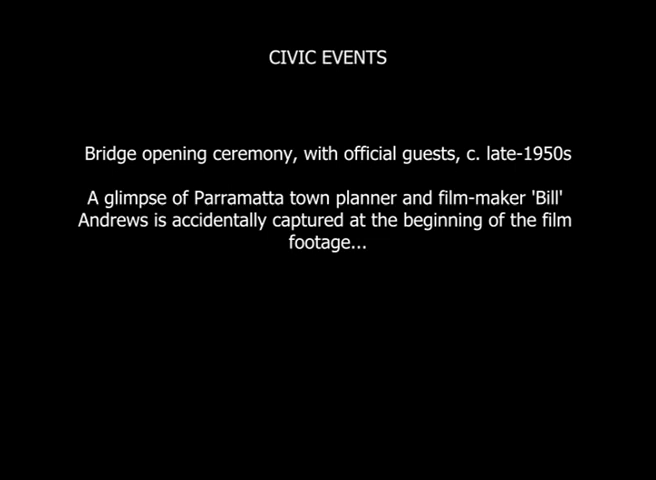 CIVIC EVENTS
Bridge opening ceremony, with official guests, c. late-1950s
A glimpse of Parramatta town planner and film-maker 'Bill'
Andrews is accidentally captured at the beginning of the film
footage...